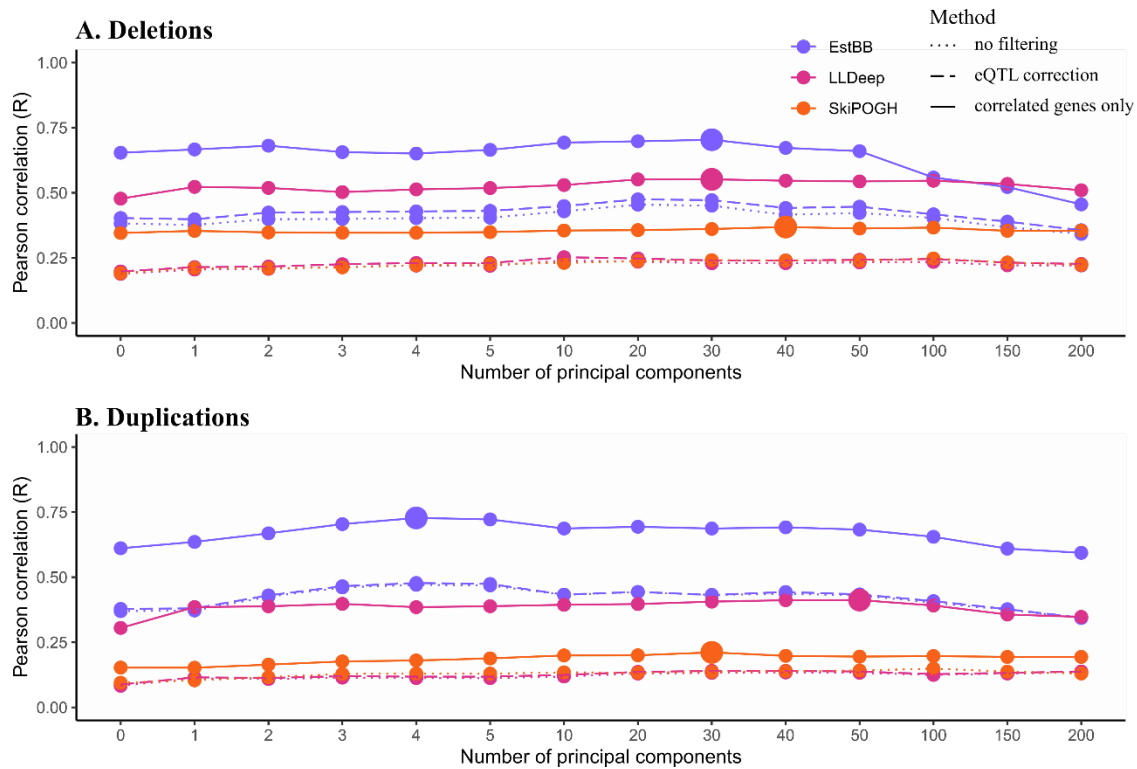 A. Deletions
Method
EstBB
LLDeep
SkiPOGH
no filtering
eQTL correction
correlated genes only
Pearson correlation (R)
1.00
0.75
0.50
0.25
0.00
0 1 2 3 4 5 10 20 30 40 50 100 150 200
Number of principal components
B. Duplications
Pearson correlation (R)
1.00
0.75
0.50
0.25
0.00
0 1 2 3 4 5 10 20 30 40 50 100 150 200
Number of principal components